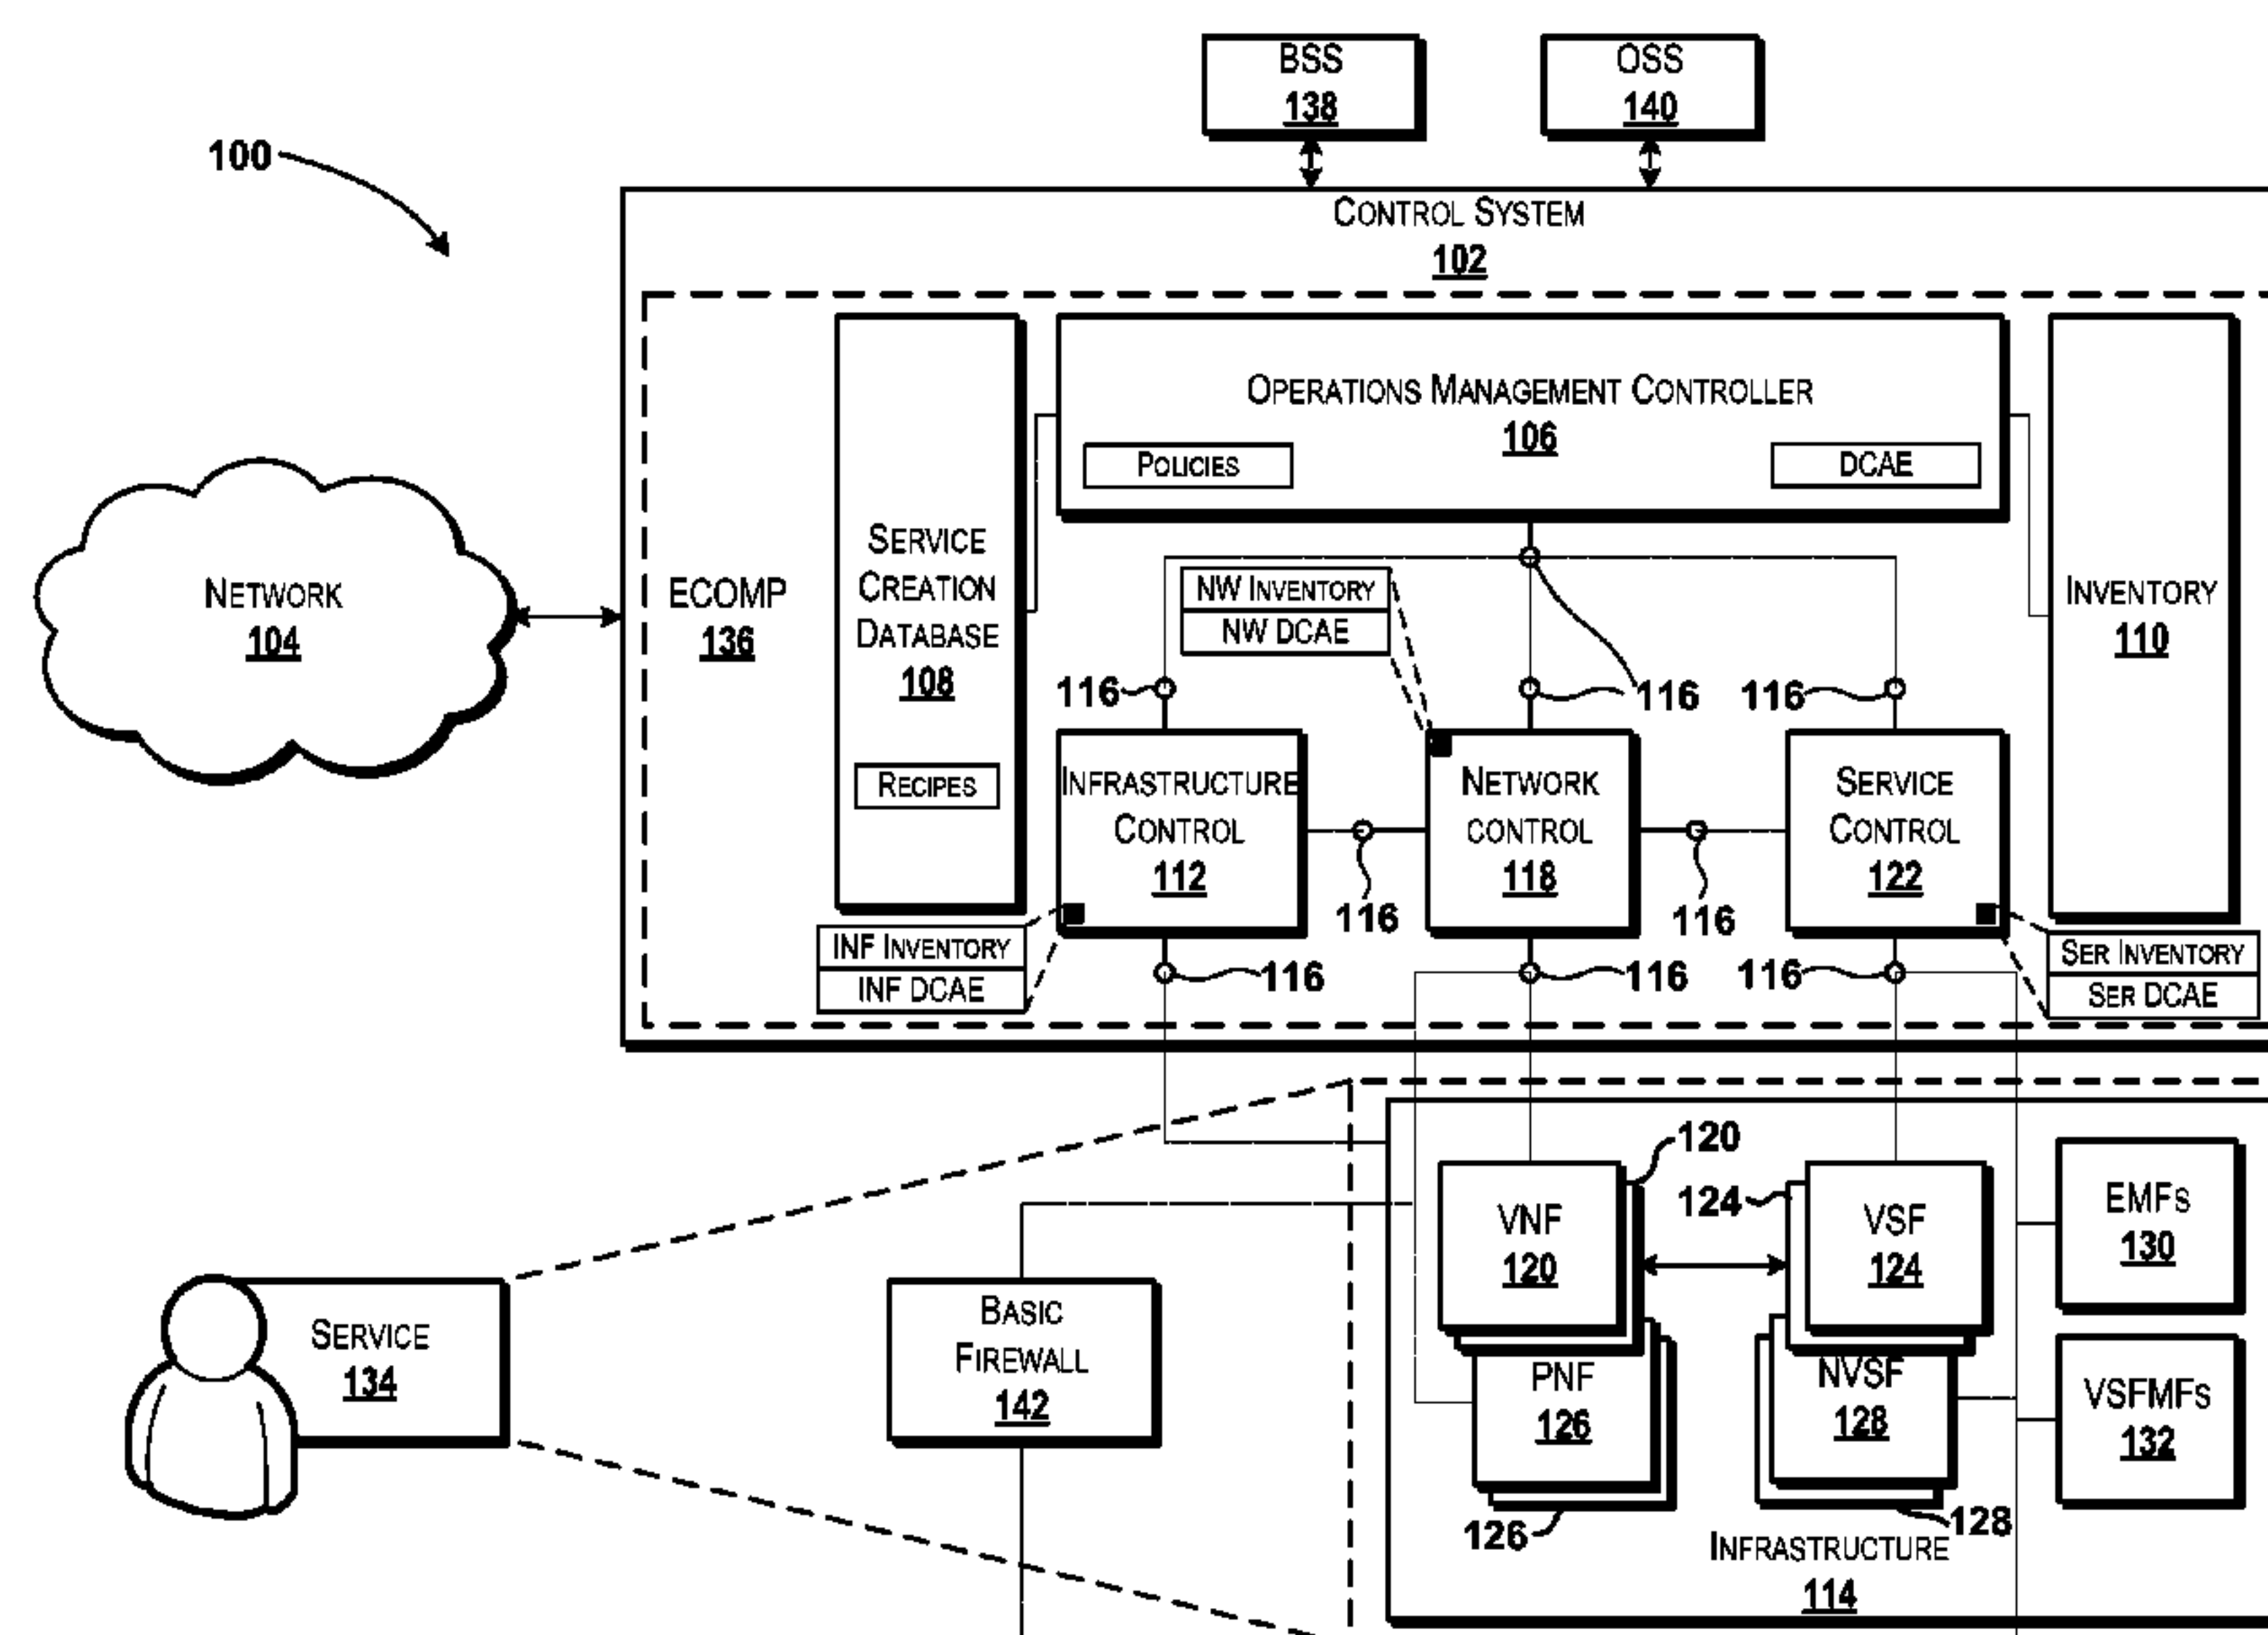 BSS
138
OSS
140
100
CONTROL SYSTEM
102
OPERATIONS MANAGEMENT CONTROLLER
106
POLICIES
DCAE
SERVICE
CREATION
DATABASE
108
RECIPES
ECOMP
136
NETWORK
104
INVENTORY
110
NW INVENTORY
NW DCAE
116
116
116
INFRASTRUCTURE
CONTROL
112
NETWORK
CONTROL
118
SERVICE
CONTROL
122
116
116
INF INVENTORY
INF DCAE
SER INVENTORY
SER DCAE
116
116
116
120
124
VNF
120
VSF
124
EMFS
130
BASIC
FIREWALL
142
SERVICE
134
PNF
126
NVSF
128
VSFMFS
132
126
128
INFRASTRUCTURE
114